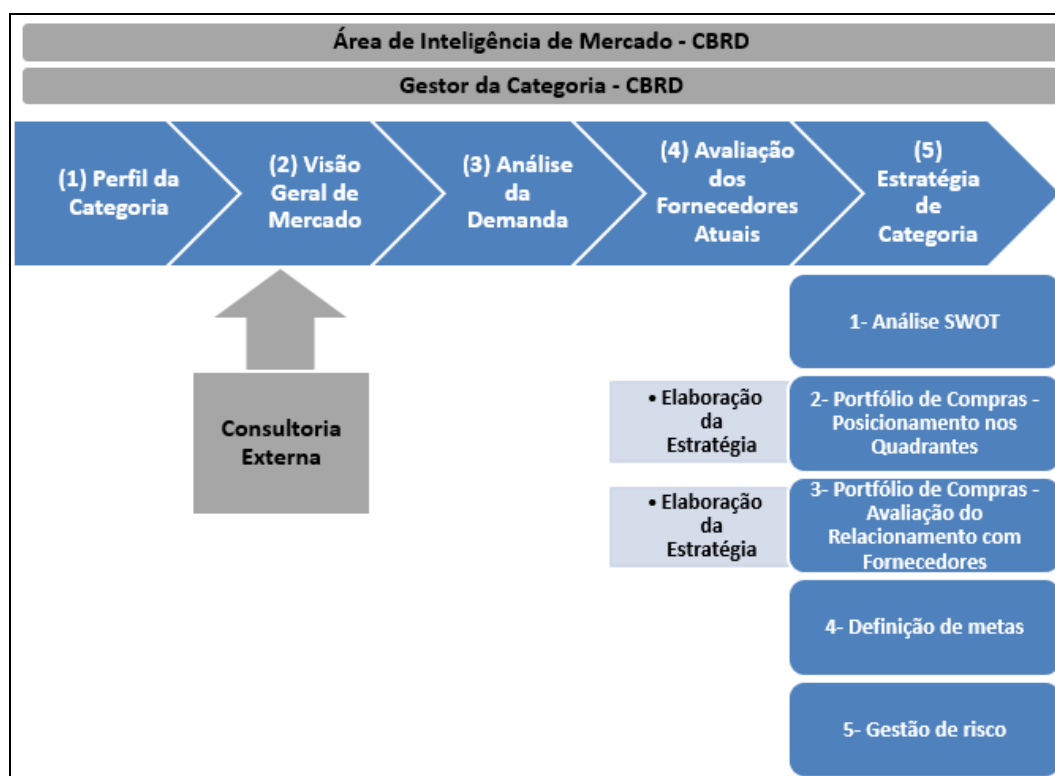 Área de Inteligência de Mercado - CBRD
Gestor da Categoria - CBRD
(1) Perfil da
Categoria
(2) Visão
Geral de
Mercado
(3) Análise
da
Demanda
(4) Avaliação
dos
Fornecedores
Atuais
(5)
Estratégia
de
Categoria
Consultoria
Externa
1- Análise SWOT
• Elaboração
da
Estratégia
2- Portfólio de Compras -
Posicionamento nos
Quadrantes
• Elaboração
da
Estratégia
3- Portfólio de Compras -
Avaliação do
Relacionamento com
Fornecedores
4- Definição de metas
5- Gestão de risco